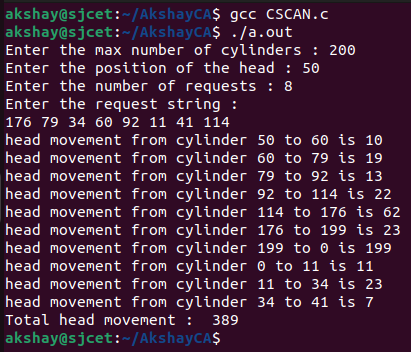 akshay@sjcet:~/AkshayCA$ gcc CSCAN.c
akshay@sjcet:~/AkshayCA$ ./a.out
Enter the max number of cylinders : 200
Enter the position of the head : 50
Enter the number of requests : 8
Enter the request string :
176 79 34 60 92 11 41 114
head movement from cylinder 50 to 60 is 10
head movement from cylinder 60 to 79 is 19
head movement from cylinder 79 to 92 is 13
head movement from cylinder 92 to 114 is 22
head movement from cylinder 114 to 176 is 62
head movement from cylinder 176 to 199 is 23
head movement from cylinder 199 to 0 is 199
head movement from cylinder 0 to 11 is 11
head movement from cylinder 11 to 34 is 23
head movement from cylinder 34 to 41 is 7
Total head movement :  389
akshay@sjcet:~/AkshayCA$